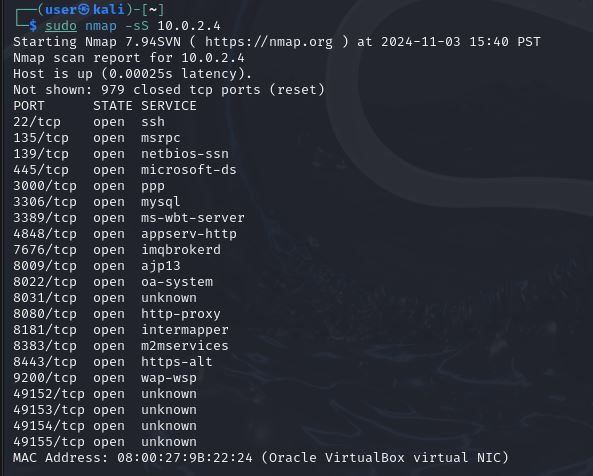 ┌──(user㉿kali)-[~]
└─$ sudo nmap -sS 10.0.2.4
Starting Nmap 7.94SVN ( https://nmap.org ) at 2024-11-03 15:40 PST
Nmap scan report for 10.0.2.4
Host is up (0.00025s latency).
Not shown: 979 closed tcp ports (reset)
PORT      STATE SERVICE
22/tcp    open  ssh
135/tcp   open  msrpc
139/tcp   open  netbios-ssn
445/tcp   open  microsoft-ds
3000/tcp  open  ppp
3306/tcp  open  mysql
3389/tcp  open  ms-wbt-server
4848/tcp  open  appserv-http
7676/tcp  open  imqbrokerd
8009/tcp  open  ajp13
8022/tcp  open  oa-system
8031/tcp  open  unknown
8080/tcp  open  http-proxy
8181/tcp  open  intermapper
8383/tcp  open  m2mservices
8443/tcp  open  https-alt
9200/tcp  open  wap-wsp
49152/tcp open  unknown
49153/tcp open  unknown
49154/tcp open  unknown
49155/tcp open  unknown
MAC Address: 08:00:27:9B:22:24 (Oracle VirtualBox virtual NIC)